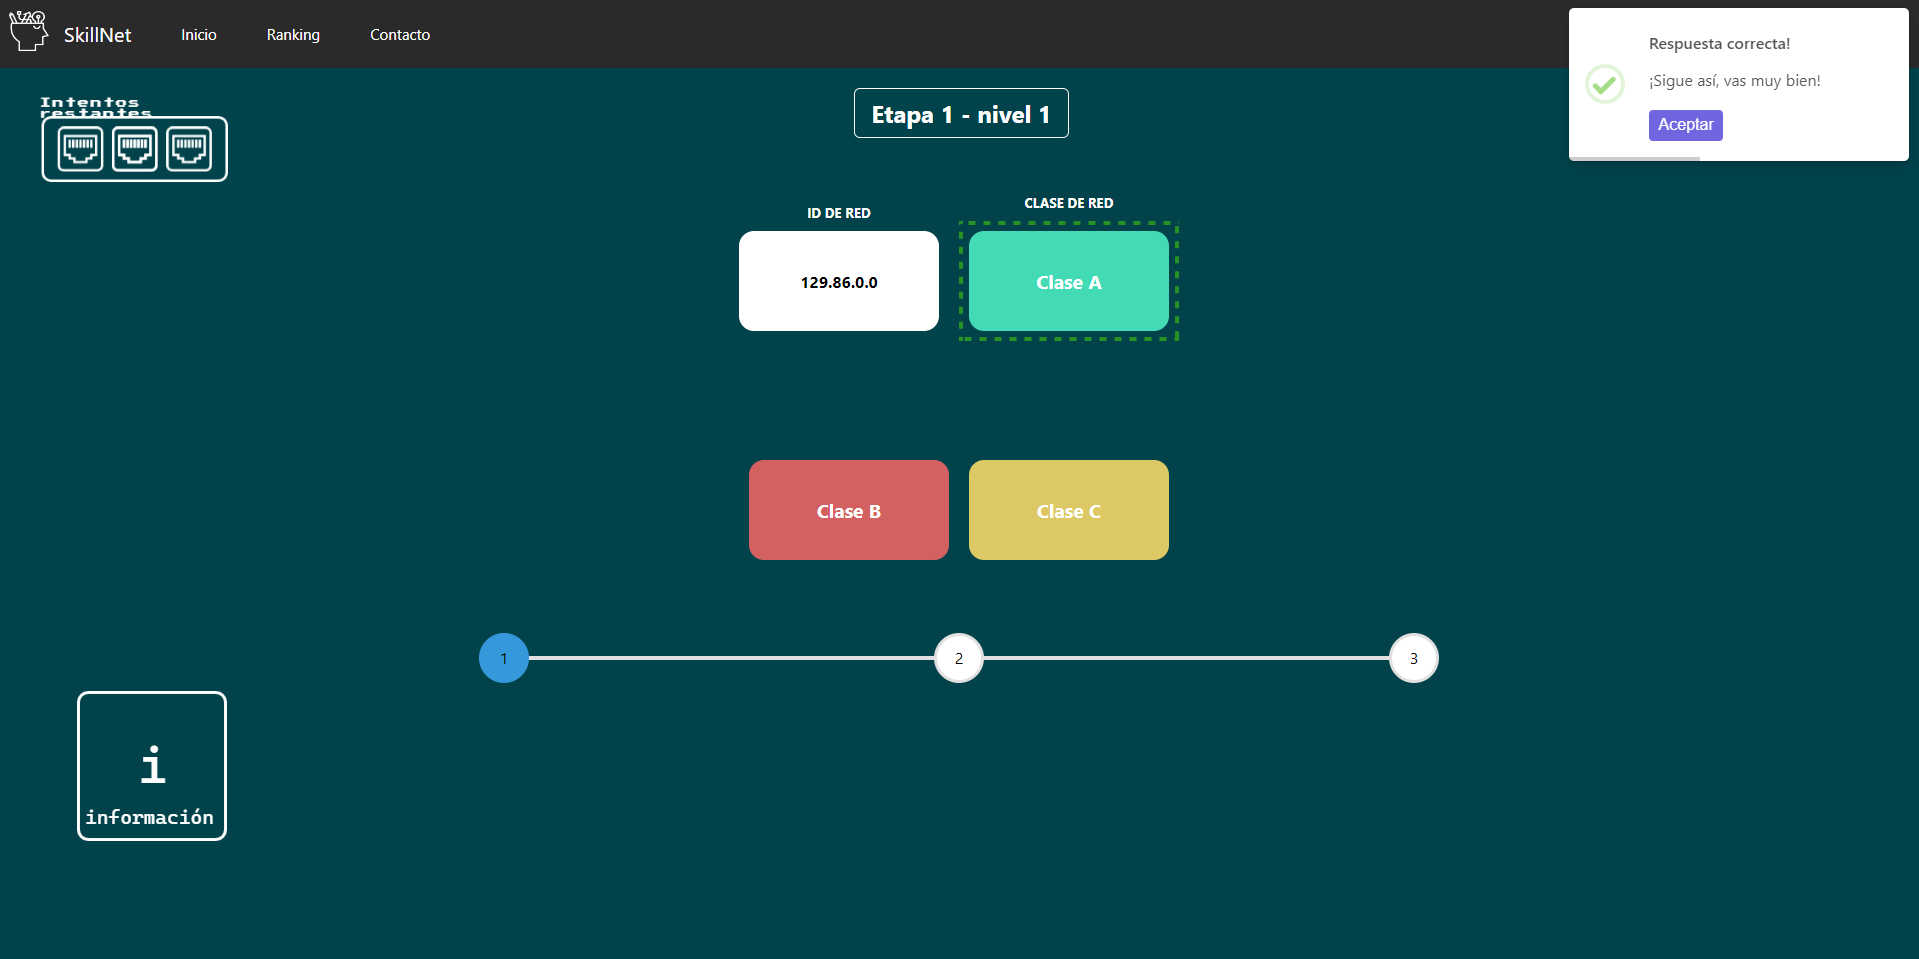 SkillNet
Inicio
Ranking
Contacto
Respuesta correcta!
¡Sigue así, vas muy bien!
Aceptar
Intentos
restantes
Etapa 1 - nivel 1
ID DE RED
CLASE DE RED
129.86.0.0
Clase A
Clase B
Clase C
1
2
3
i
información